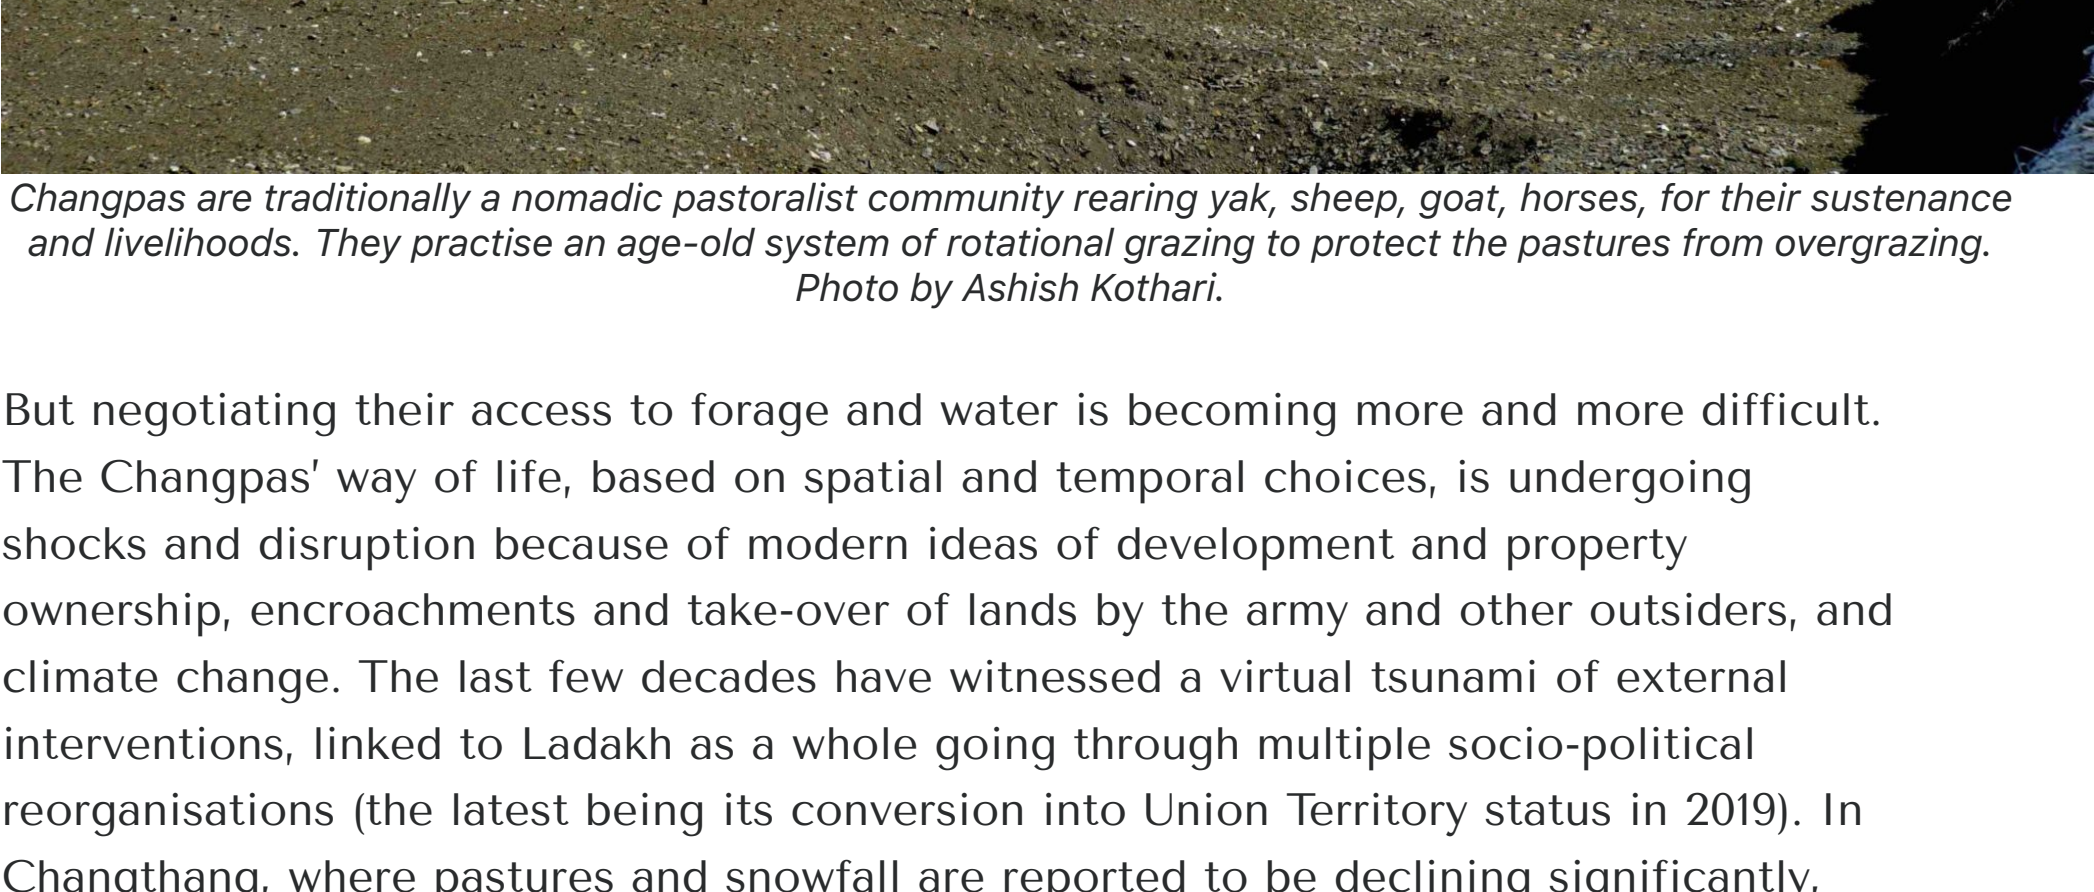 Changpas are traditionally a nomadic pastoralist community rearing yak, sheep, goat, horses, for their sustenance
and livelihoods. They practise an age-old system of rotational grazing to protect the pastures from overgrazing.
Photo by Ashish Kothari.
But negotiating their access to forage and water is becoming more and more difficult.
The Changpas’ way of life, based on spatial and temporal choices, is undergoing
shocks and disruption because of modern ideas of development and property
ownership, encroachments and take-over of lands by the army and other outsiders, and
climate change. The last few decades have witnessed a virtual tsunami of external
interventions, linked to Ladakh as a whole going through multiple socio-political
reorganisations (the latest being its conversion into Union Territory status in 2019). In
Changthang, where pastures and snowfall are reported to be declining significantly,